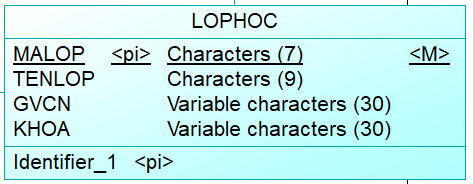 LOPHOC
MALOP <pi> Characters (7) <M>
TENLOP Characters (9)
GVCN Variable characters (30)
KHOA Variable characters (30)
Identifier_1 <pi>